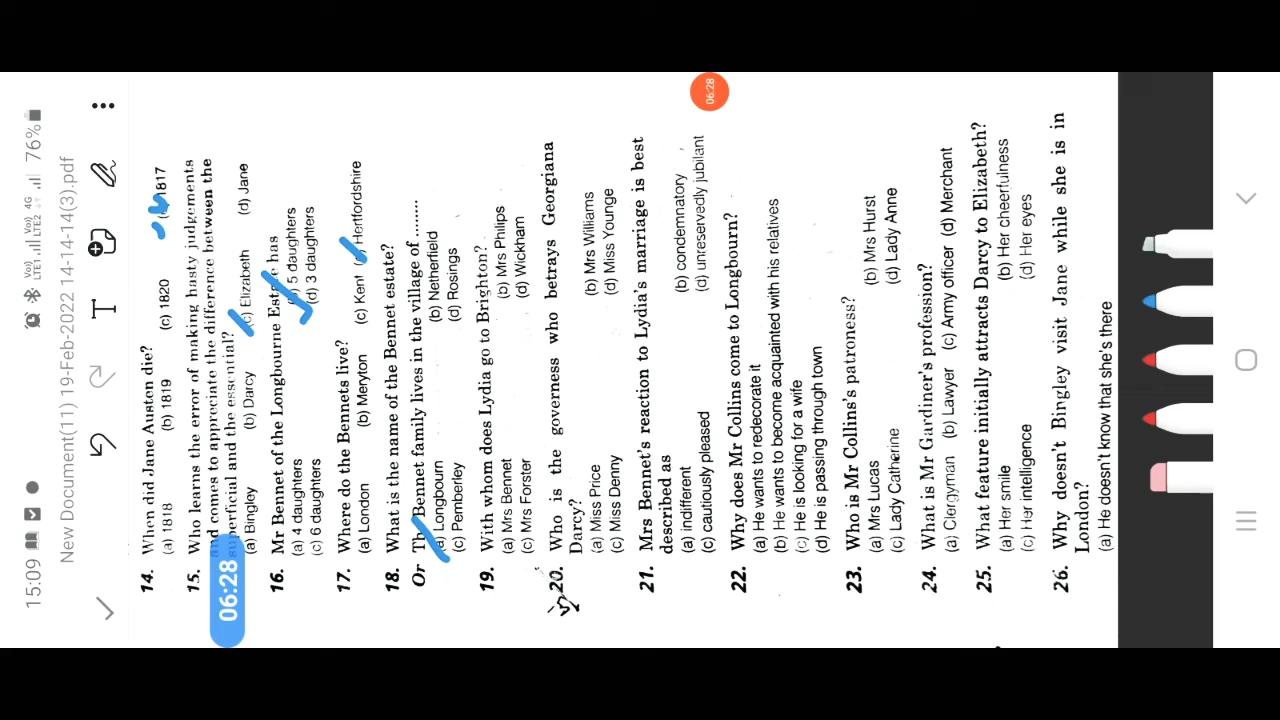 15:09
Vo)) 4G
LTE1 LTE2 76%
New Document(11) 19-Feb-2022 14-14-14(3).pdf
T
14. When did Jane Austen die?
(a) 1818 (b) 1819 (c) 1820 1817
15. Who learns the error of making hasty judgements
and comes to appreciate the difference between the
superficial and the essential?
(a) Bingley (b) Darcy (c) Elizabeth (d) Jane
16. Mr Bennet of the Longbourne Estate has
(a) 4 daughters (b) 5 daughters
(c) 6 daughters (d) 3 daughters
17. Where do the Bennets live?
(a) London (b) Meryton (c) Kent Hertfordshire
18. What is the name of the Bennet estate?
Or The Bennet family lives in the village of .........
(a) Longbourn (b) Netherfield
(c) Pemberley (d) Rosings
19. With whom does Lydia go to Brighton?
(a) Mrs Bennet (b) Mrs Philips
(c) Mrs Forster (d) Wickham
20. Who is the governess who betrays Georgiana
Darcy?
(a) Miss Price (b) Mrs Williams
(c) Miss Denny (d) Miss Younge
21. Mrs Bennet's reaction to Lydia's marriage is best
described as
(a) indifferent (b) condemnatory
(c) cautiously pleased (d) unreservedly jubilant
22. Why does Mr Collins come to Longbourn?
(a) He wants to redecorate it
(b) He wants to become acquained with his relatives
(c) He is looking for a wife
(d) He is passing through town
23. Who is Mr Collins's patroness?
(a) Mrs Lucas (b) Mrs Hurst
(c) Lady Catherine (d) Lady Anne
24. What is Mr Gardiner's profession?
(a) Clergyman (b) Lawyer (c) Army officer (d) Merchant
25. What feature initially attracts Darcy to Elizabeth?
(a) Her smile (b) Her cheerfulness
(c) Her intelligence (d) Her eyes
26. Why doesn't Bingley visit Jane while she is in
London?
(a) He doesn't know that she's there
06:28
06:28